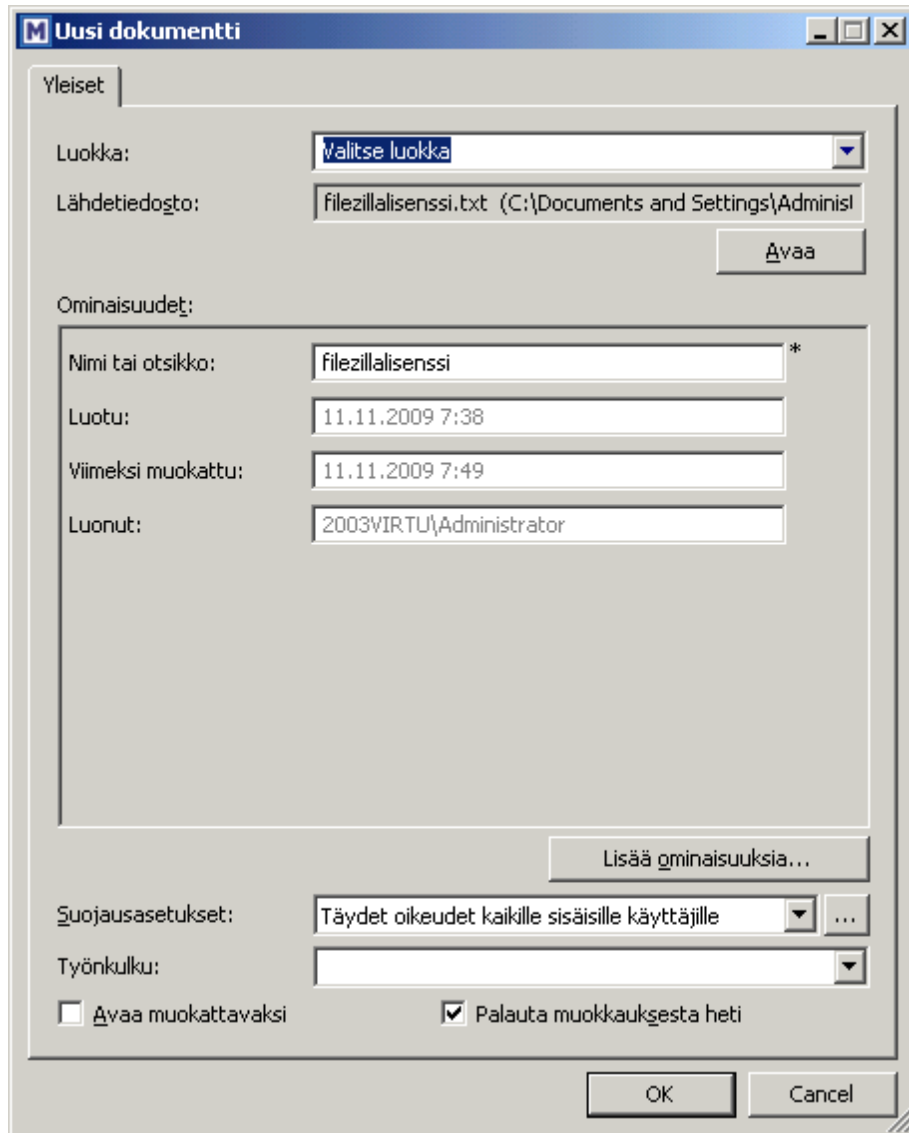 Uusi dokumentti
Yleiset
Luokka: Valitse luokka
Lähdetiedosto: filezillalisenssi.txt (C:\Documents and Settings\Administ
Avaa
Ominaisuudet:
Nimi tai otsikko: filezillalisenssi *
Luotu: 11.11.2009 7:38
Viimeksi muokattu: 11.11.2009 7:49
Luonut: 2003VIRTU\Administrator
Lisää ominaisuuksia...
Suojausasetukset: Täydet oikeudet kaikille sisäisille käyttäjille ...
Työnkulku:
Avaa muokattavaksi Palauta muokkauksesta heti
OK Cancel